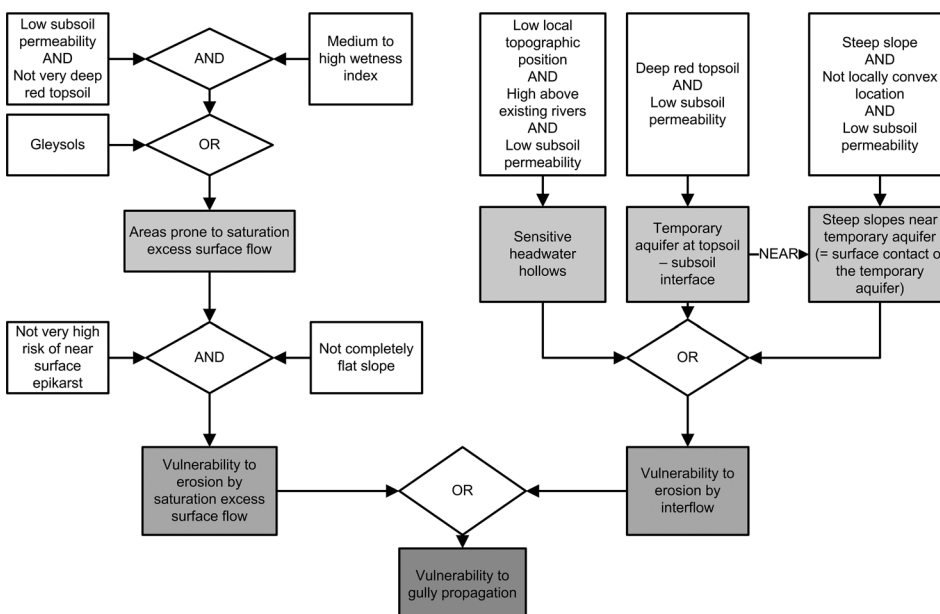 Low subsoil
permeability
AND
Not very deep
red topsoil
AND
Medium to
high wetness
index
Gleysols
OR
Areas prone to saturation
excess surface flow
Not very high
risk of near
surface
epikarst
AND
Not completely
flat slope
Vulnerability to
erosion by
saturation excess
surface flow
Low local
topographic
position
AND
High above
existing rivers
AND
Low subsoil
permeability
Deep red topsoil
AND
Low subsoil
permeability
Steep slope
AND
Not locally convex
location
AND
Low subsoil
permeability
Sensitive
headwater
hollows
Temporary
aquifer at topsoil
– subsoil
interface
NEAR
Steep slopes near
temporary aquifer
(= surface contact o
the temporary
aquifer)
OR
Vulnerability to
erosion by
interflow
OR
Vulnerability to
gully propagation